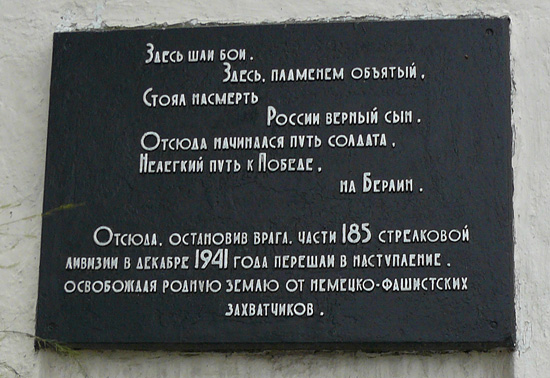 Здесь шли бои.
Здесь, пламенем объятый,
Стоял насмерть
России верный сын.
Отсюда начинался путь солдата,
Нелегкий путь к Победе,
на Берлин.
Отсюда, остановив врага, части 185 стрелковой
дивизии в декабре 1941 года перешли в наступление,
освобождая родную землю от немецко-фашистских
захватчиков.